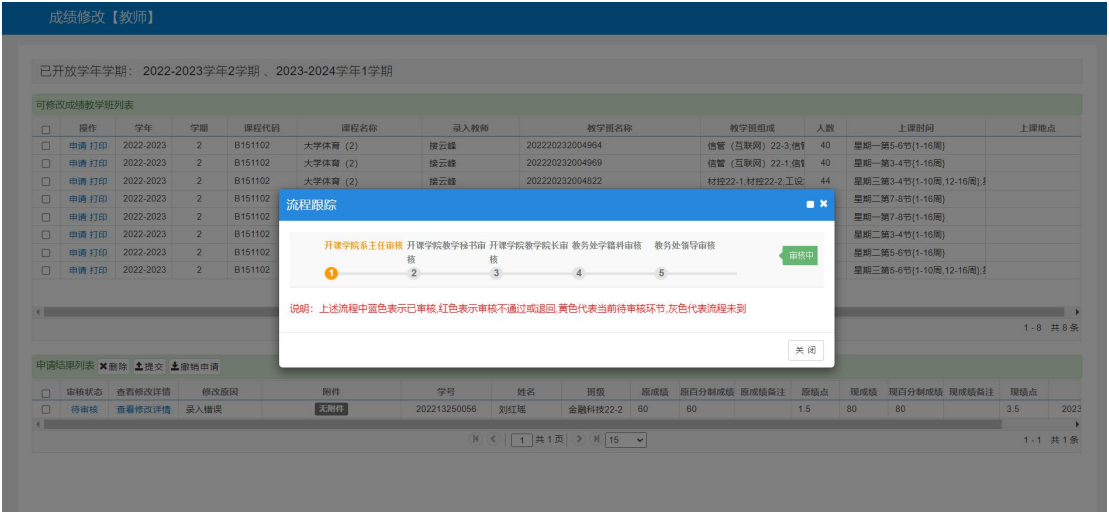 成绩修改【教师】
已开放学年学期: 2022-2023学年2学期 、2023-2024学年1学期
可修改成绩教学班列表
操作 学年 学期 课程代码 课程名称 录入教师 教学班名称 教学班组成 人数 上课时间 上课地点
申请 打印 2022-2023 2 B151102 大学体育 (2) 接云峰 202220232004964 信管 (互联网) 22-3;信管 40 星期一第5-6节{1-16周}
申请 打印 2022-2023 2 B151102 大学体育 (2) 接云峰 202220232004969 信管 (互联网) 22-1;信管 40 星期一第3-4节{1-16周}
申请 打印 2022-2023 2 B151102 大学体育 (2) 接云峰 202220232004822 材控22-1;材控22-2;工设 44 星期三第3-4节{1-10周,12-16周};
申请 打印 2022-2023 2 B151102 星期二第7-8节{1-16周}
申请 打印 2022-2023 2 B151102 星期一第7-8节{1-16周}
申请 打印 2022-2023 2 B151102 星期二第3-4节{1-16周}
申请 打印 2022-2023 2 B151102 星期二第5-6节{1-16周}
申请 打印 2022-2023 2 B151102 星期三第5-6节{1-10周,12-16周};
流程跟踪
开课学院系主任审核 开课学院教学秘书审 开课学院教学院长审 教务处学籍科审核 教务处领导审核
核 核
审核中
1 2 3 4 5
说明: 上述流程中蓝色表示已审核,红色表示审核不通过或退回,黄色代表当前待审核环节,灰色代表流程未到
关 闭
1 - 8 共 8 条
申请结果列表 删除 提交 撤销申请
审核状态 查看修改详情 修改原因 附件 学号 姓名 班级 原成绩 原百分制成绩 原成绩备注 原绩点 现成绩 现百分制成绩 现成绩备注 现绩点
待审核 查看修改详情 录入错误 无附件 202213250056 刘红瑶 金融科技22-2 60 60 1.5 80 80 3.5 2023
1 共 1 页 15
1 - 1 共 1 条